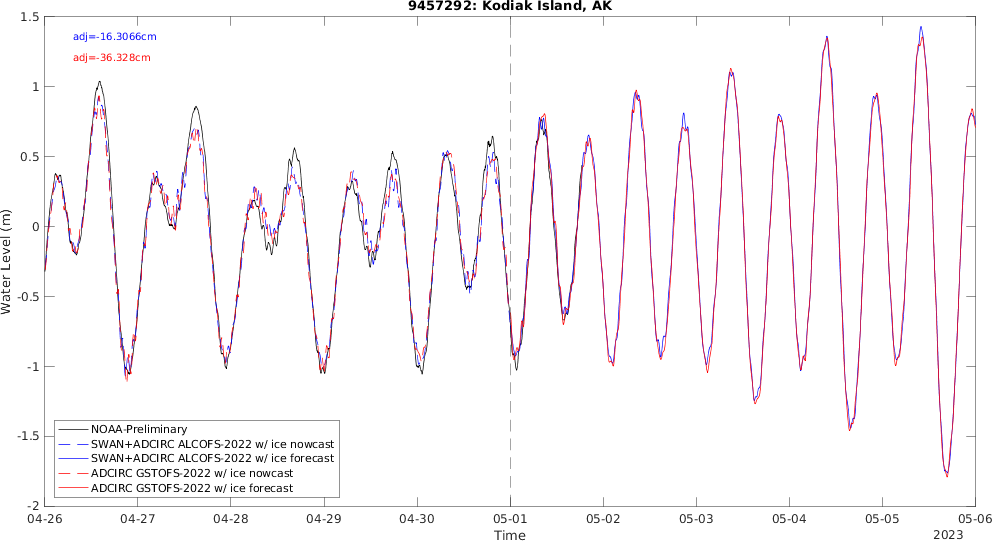 9457292: Kodiak Island, AK
adj=-16.3066cm
adj=-36.328cm
Water Level (m)
1.5
1
0.5
0
-0.5
-1
-1.5
-2
NOAA-Preliminary
SWAN+ADCIRC ALCOFS-2022 w/ ice nowcast
SWAN+ADCIRC ALCOFS-2022 w/ ice forecast
ADCIRC GSTOFS-2022 w/ ice nowcast
ADCIRC GSTOFS-2022 w/ ice forecast
04-26 04-27 04-28 04-29 04-30 05-01 05-02 05-03 05-04 05-05 05-06
Time
2023